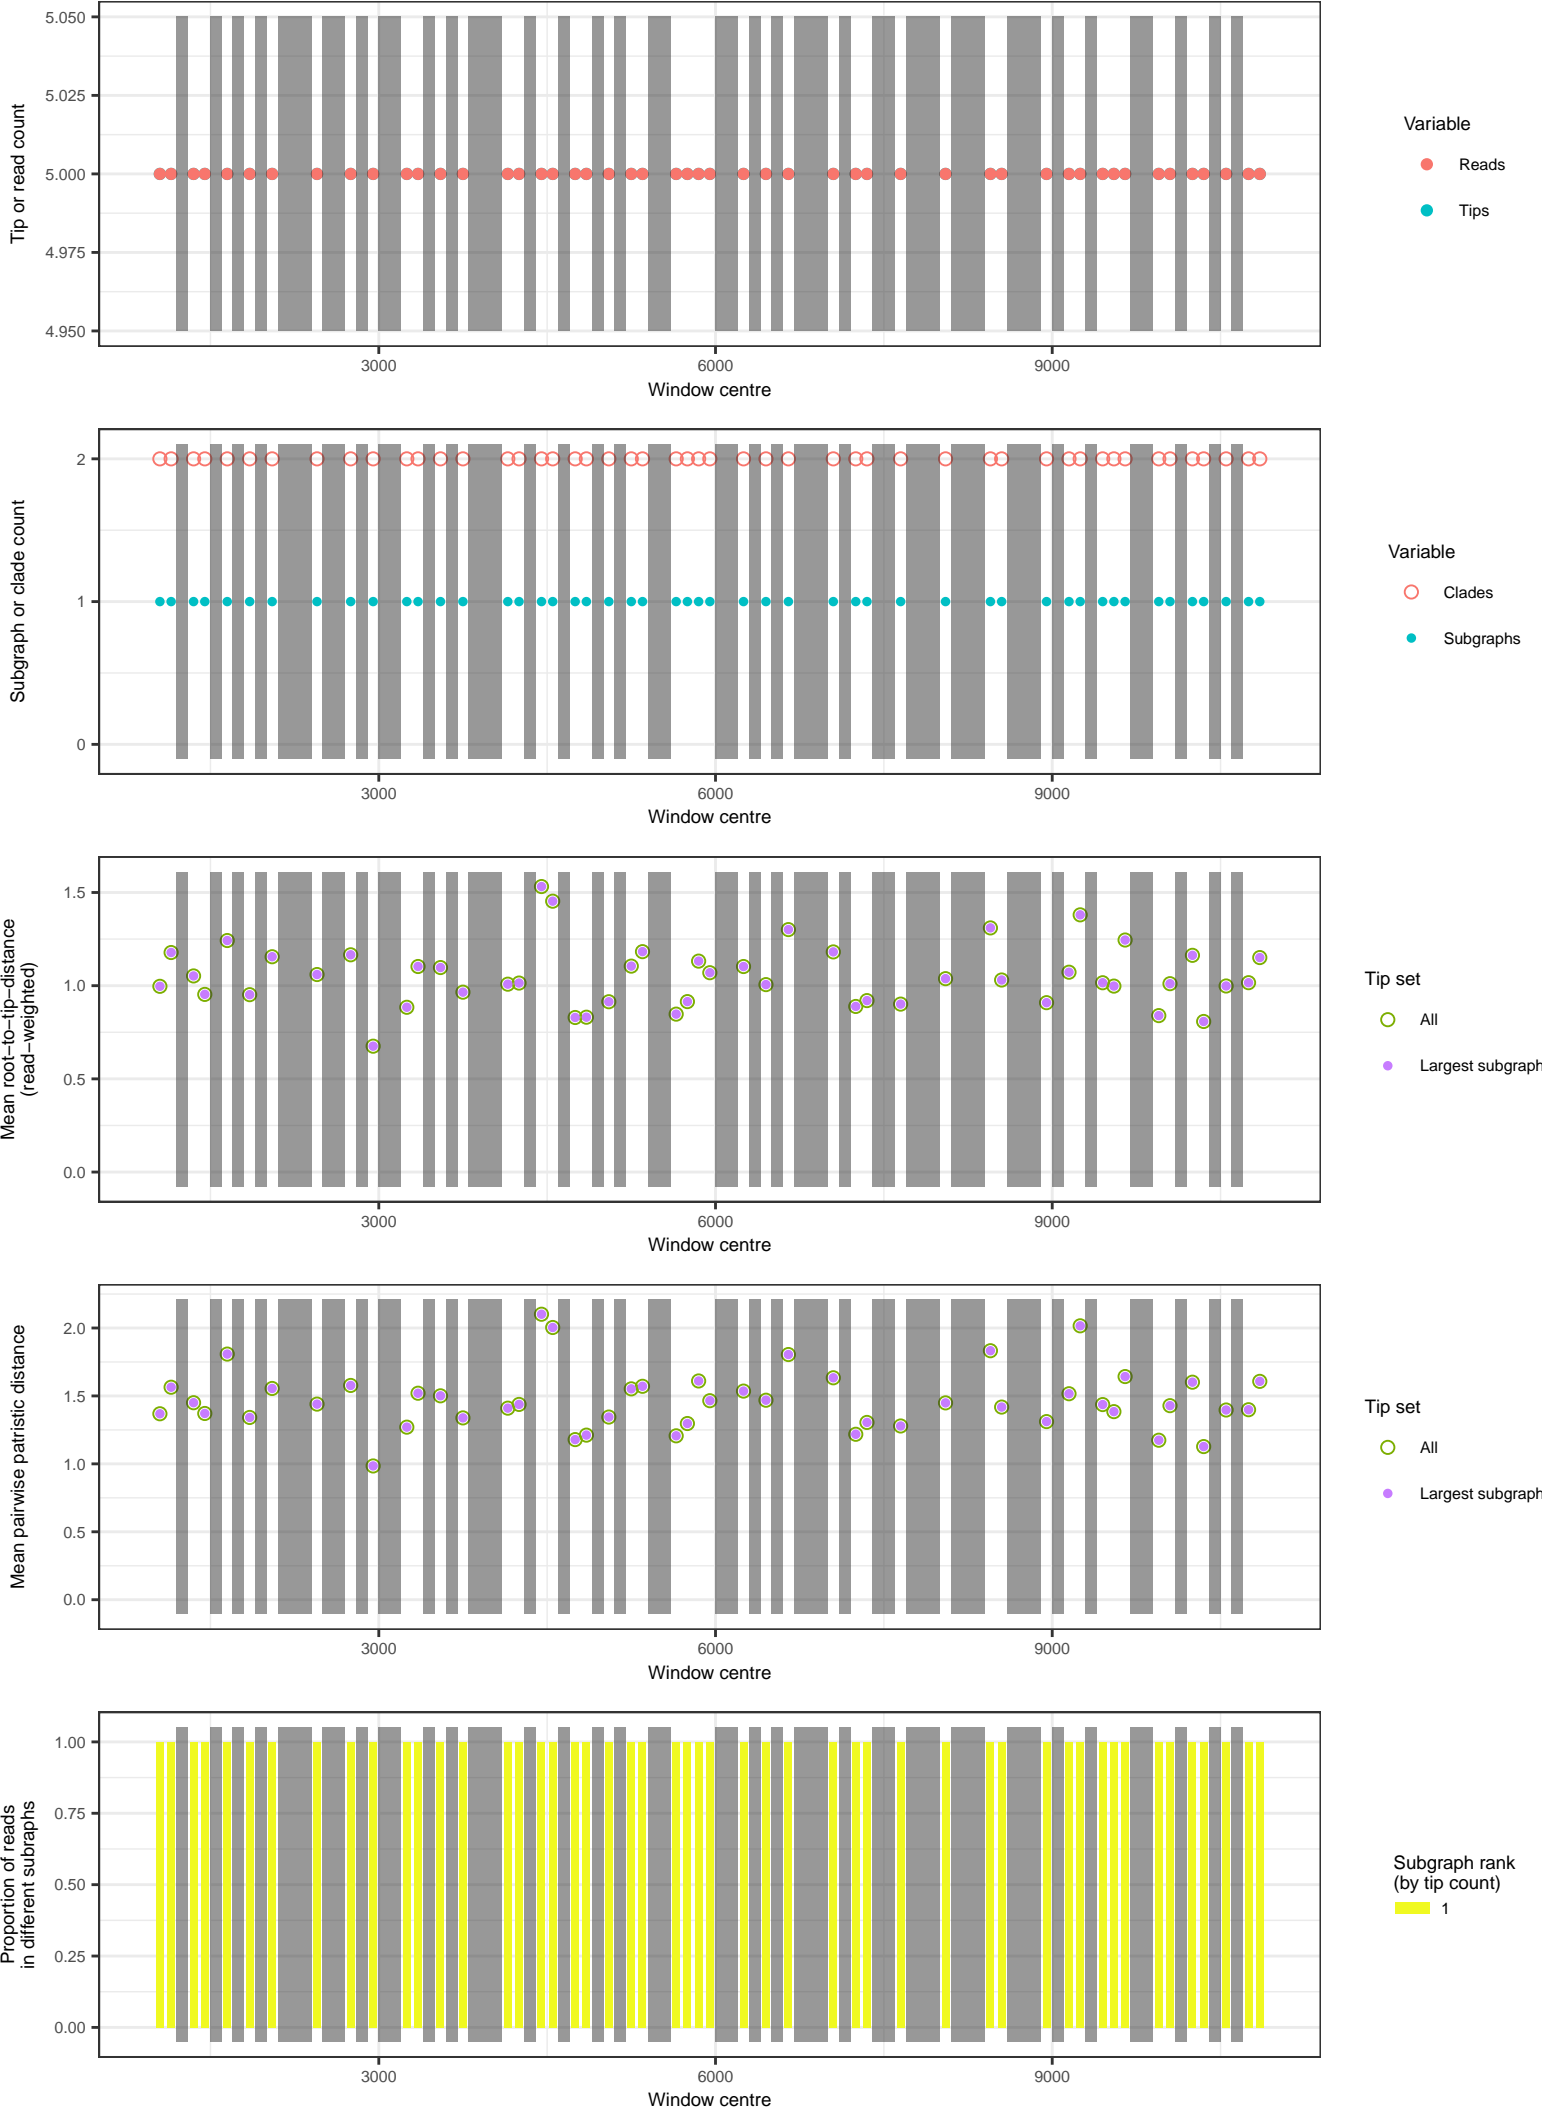 5.050
5.025
5.000
4.975
4.950
Tip or read count
3000
6000
9000
Window centre
Variable
Reads
Tips
2
1
0
Subgraph or clade count
3000
6000
9000
Window centre
Variable
Clades
Subgraphs
1.5
1.0
0.5
0.0
Mean root−to−tip−distance
(read−weighted)
3000
6000
9000
Window centre
Tip set
All
Largest subgraph
2.0
1.5
1.0
0.5
0.0
Mean pairwise patristic distance
3000
6000
9000
Window centre
Tip set
All
Largest subgraph
1.00
0.75
0.50
0.25
0.00
Proportion of reads
in different subraphs
3000
6000
9000
Window centre
Subgraph rank
(by tip count)
1